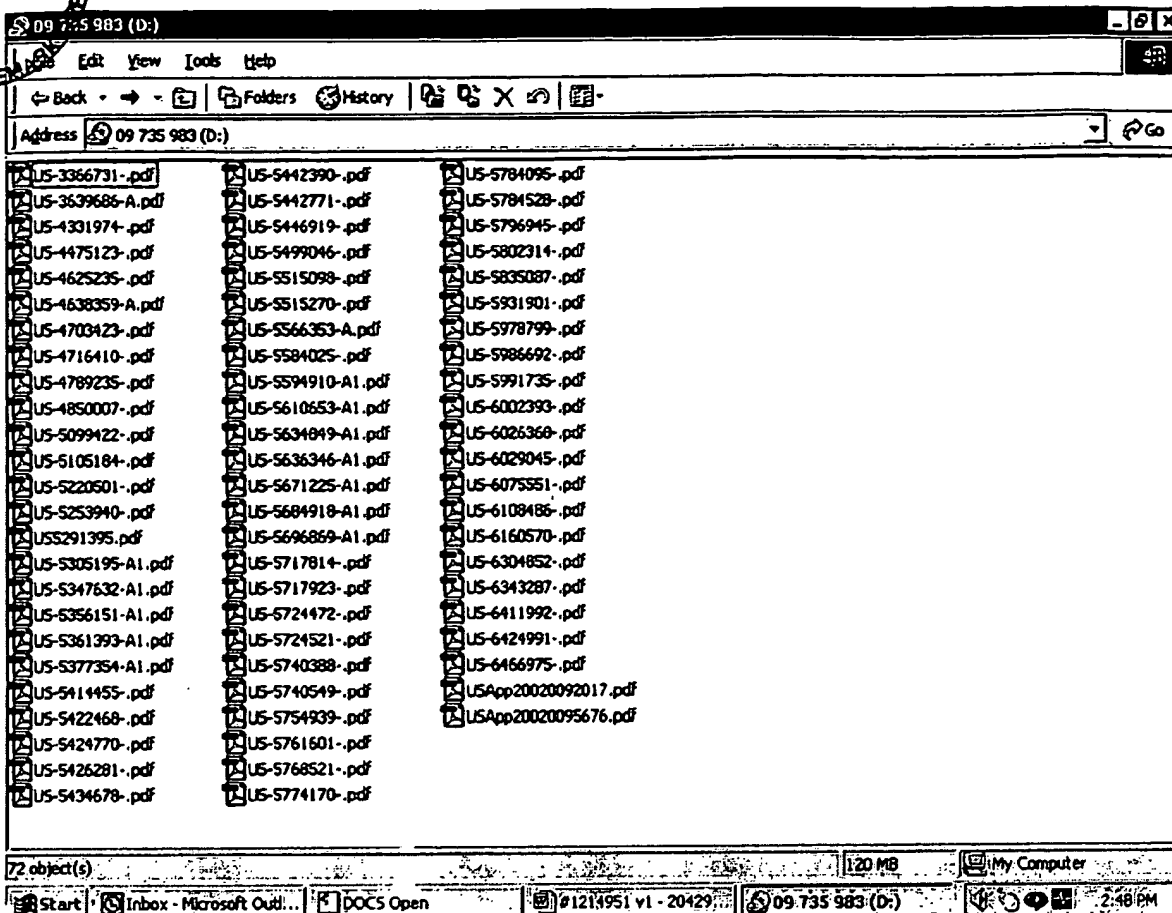 09 735 983 (D:)
Edit View Tools Help
Back Folders History
Address 09 735 983 (D:) Go
US-3366731-.pdf
US-3639686-A.pdf
US-4331974-.pdf
US-4475123-.pdf
US-4625235-.pdf
US-4638359-A.pdf
US-4703423-.pdf
US-4716410-.pdf
US-4789235-.pdf
US-4850007-.pdf
US-5099422-.pdf
US-5105184-.pdf
US-5220501-.pdf
US-5253940-.pdf
US5291395.pdf
US-5305195-A1.pdf
US-5347632-A1.pdf
US-5356151-A1.pdf
US-5361393-A1.pdf
US-5377354-A1.pdf
US-5414455-.pdf
US-5422468-.pdf
US-5424770-.pdf
US-5426281-.pdf
US-5434678-.pdf
US-5442390-.pdf
US-5442771-.pdf
US-5446919-.pdf
US-5499046-.pdf
US-5515098-.pdf
US-5515270-.pdf
US-5566353-A.pdf
US-5584025-.pdf
US-5594910-A1.pdf
US-5610653-A1.pdf
US-5634849-A1.pdf
US-5636346-A1.pdf
US-5671225-A1.pdf
US-5684918-A1.pdf
US-5696869-A1.pdf
US-5717814-.pdf
US-5717923-.pdf
US-5724472-.pdf
US-5724521-.pdf
US-5740388-.pdf
US-5740549-.pdf
US-5754939-.pdf
US-5761601-.pdf
US-5768521-.pdf
US-5774170-.pdf
US-5784095-.pdf
US-5784528-.pdf
US-5796945-.pdf
US-5802314-.pdf
US-5835087-.pdf
US-5931901-.pdf
US-5978799-.pdf
US-5986692-.pdf
US-5991735-.pdf
US-6002393-.pdf
US-6026368-.pdf
US-6029045-.pdf
US-6075551-.pdf
US-6108486-.pdf
US-6160570-.pdf
US-6304852-.pdf
US-6343287-.pdf
US-6411992-.pdf
US-6424991-.pdf
US-6466975-.pdf
USApp20020092017.pdf
USApp20020095676.pdf
72 object(s) 120 MB My Computer
Start Inbox - Microsoft Outl... DOCS Open #1214951 v1 - 20429... 09 735 983 (D:) 2:48 PM